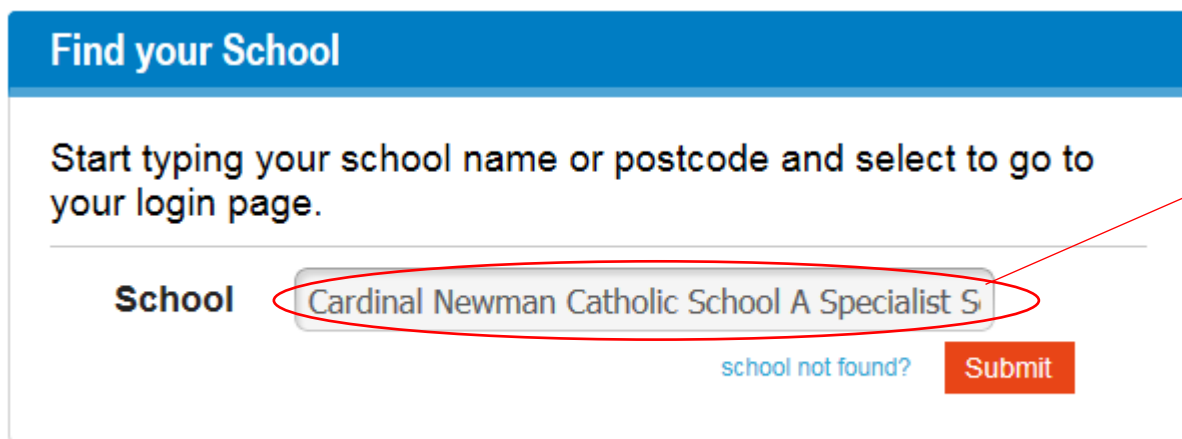 Find your School
Start typing your school name or postcode and select to go to
your login page.
School
Cardinal Newman Catholic School A Specialist
school not found?
Submit